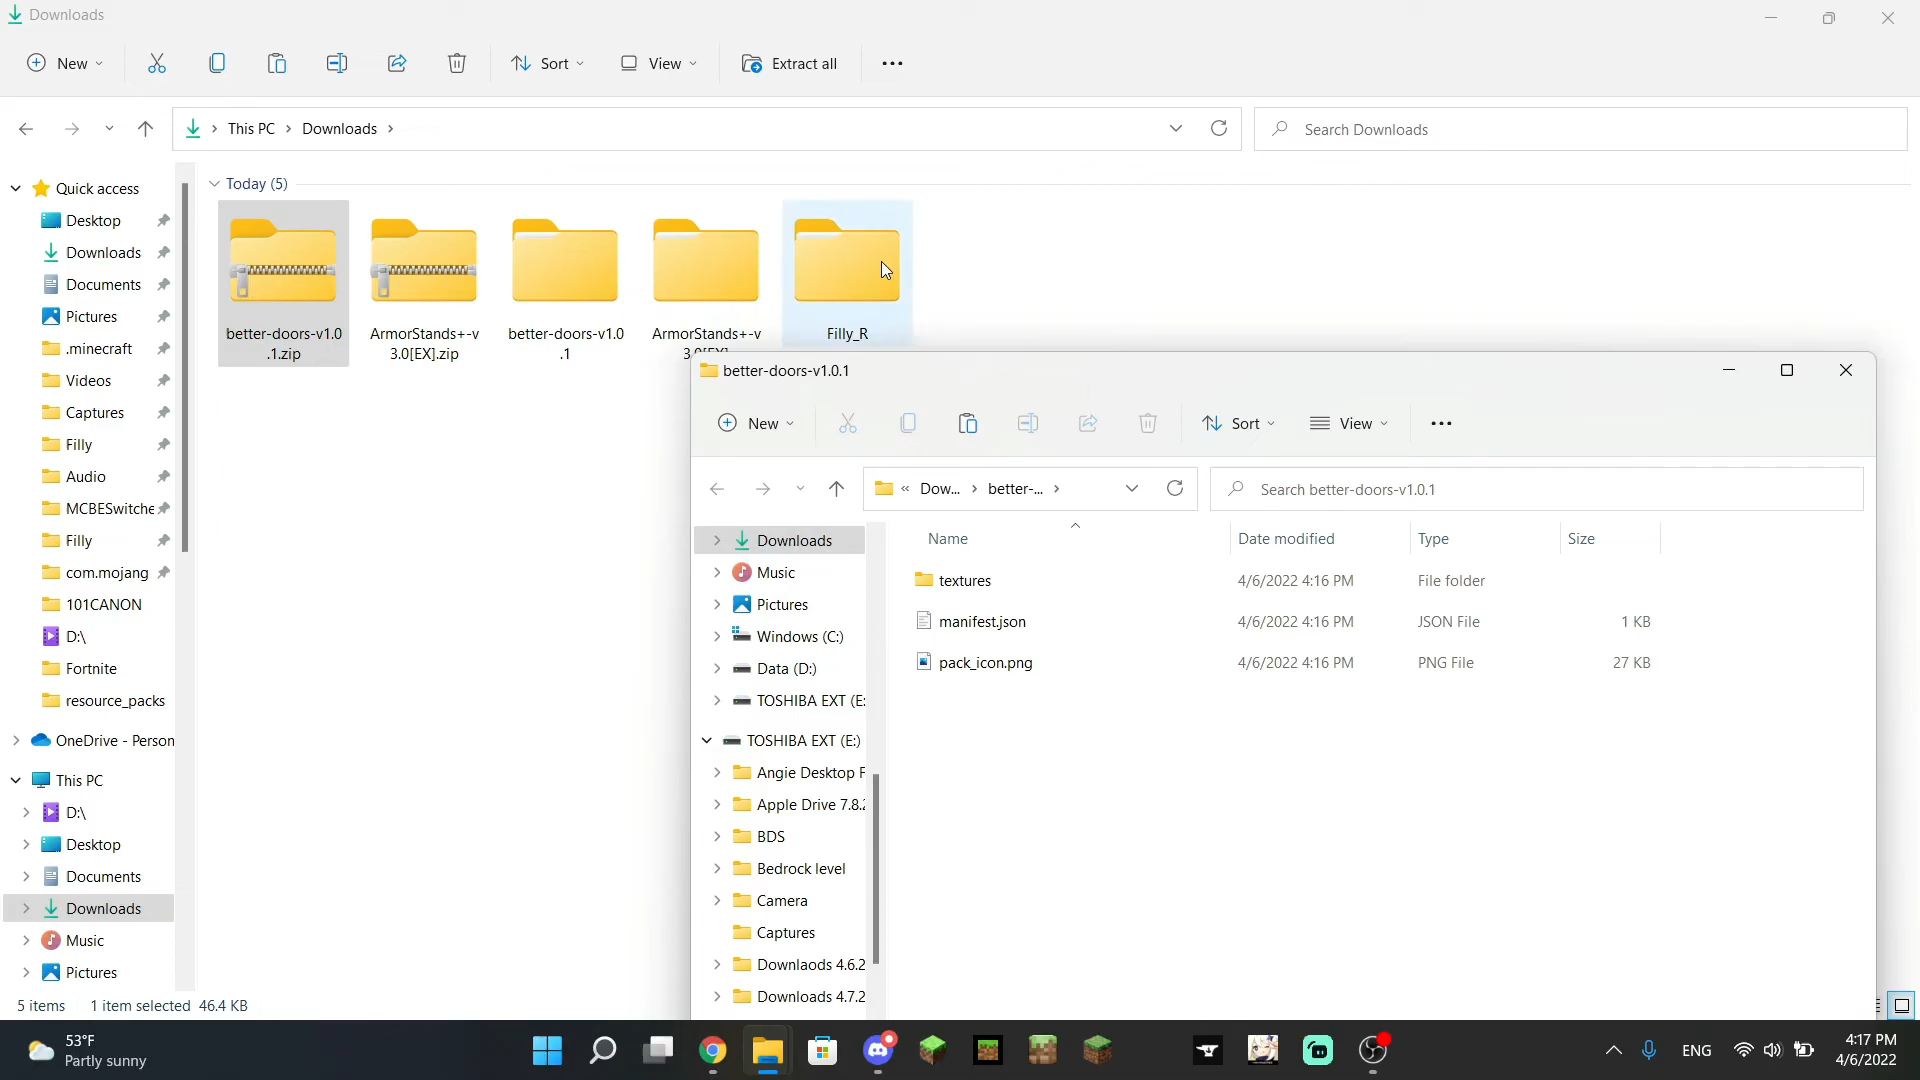 Downloads
New
Sort
View
Extract all
This PC
Downloads
Search Downloads
Quick access
Desktop
Downloads
Documents
Pictures
.minecraft
Videos
Captures
Filly
Audio
MCBESwitche
Filly
com.mojang
101CANON
D:\
Fortnite
resource_packs
OneDrive - Person
This PC
D:\
Desktop
Documents
Downloads
Music
Pictures
Today (5)
better-doors-v1.0
.1.zip
ArmorStands+-v
3.0[EX].zip
better-doors-v1.0
.1
ArmorStands+-v
3.0[EX]
Filly_R
better-doors-v1.0.1
New
Sort
View
« Dow...
better-...
Search better-doors-v1.0.1
Downloads
Music
Pictures
Windows (C:)
Data (D:)
TOSHIBA EXT (E:
TOSHIBA EXT (E:)
Angie Desktop F
Apple Drive 7.8.2
BDS
Bedrock level
Camera
Captures
Downlaods 4.6.2
Downloads 4.7.2
Name
Date modified
Type
Size
textures
4/6/2022 4:16 PM
File folder
manifest.json
4/6/2022 4:16 PM
JSON File
1 KB
pack_icon.png
4/6/2022 4:16 PM
PNG File
27 KB
5 items
1 item selected 46.4 KB
53°F
Partly sunny
ENG
4:17 PM
4/6/2022